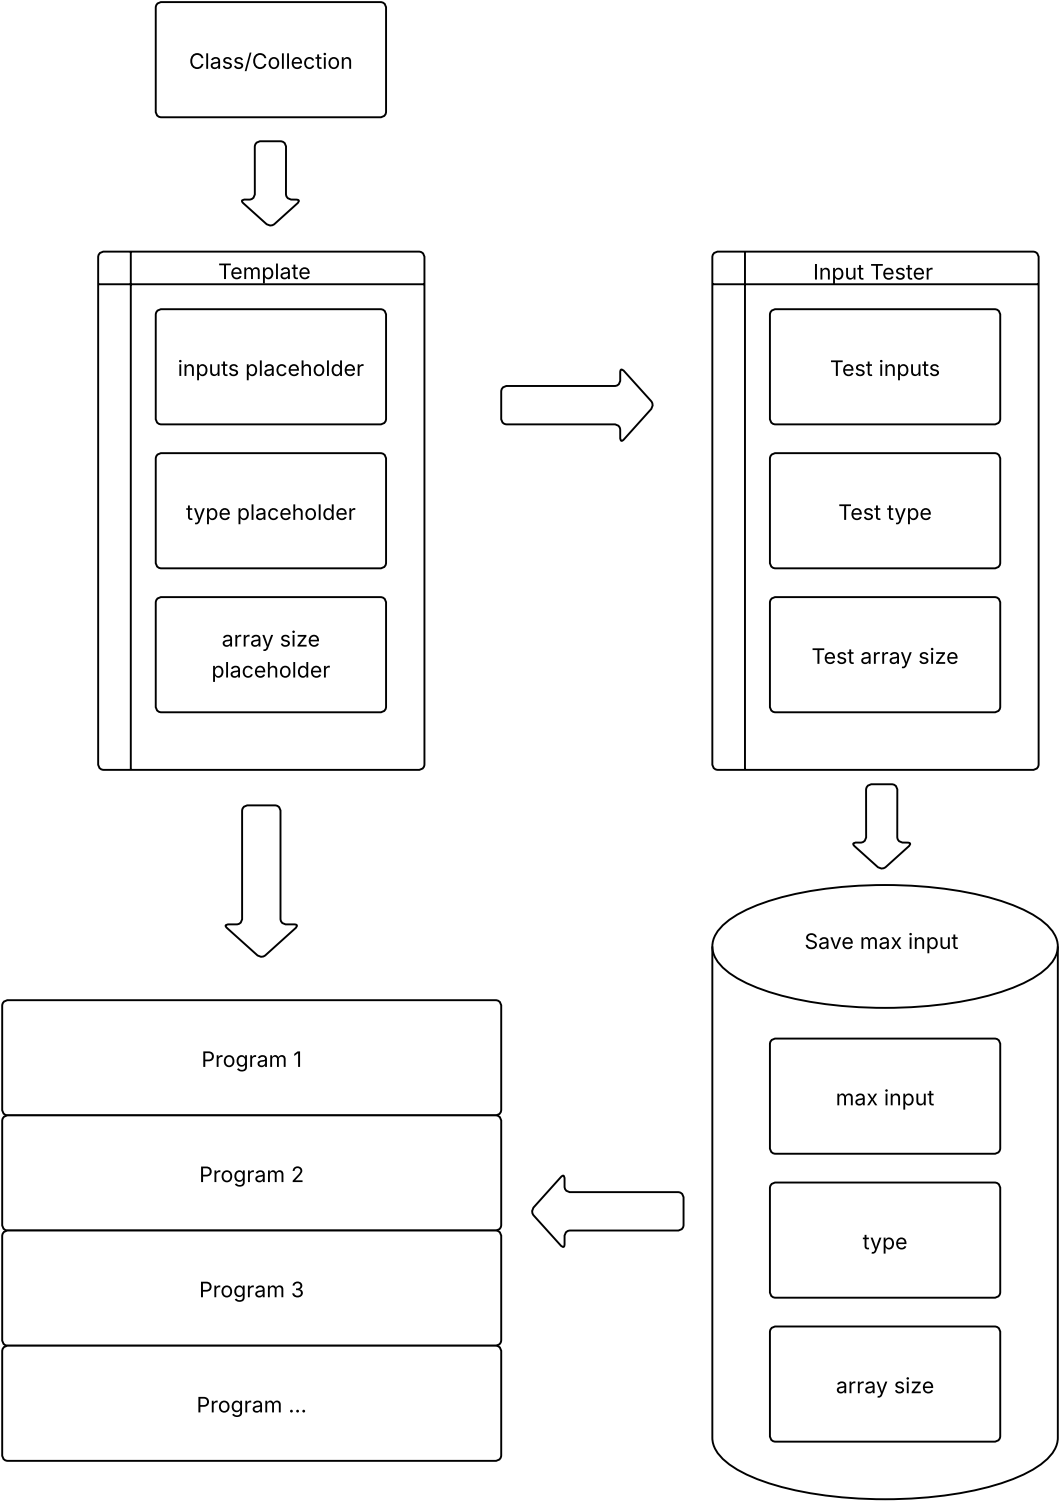 Class/Collection
Template
inputs placeholder
type placeholder
array size
placeholder
Input Tester
Test inputs
Test type
Test array size
Save max input
max input
type
array size
Program 1
Program 2
Program 3
Program ...